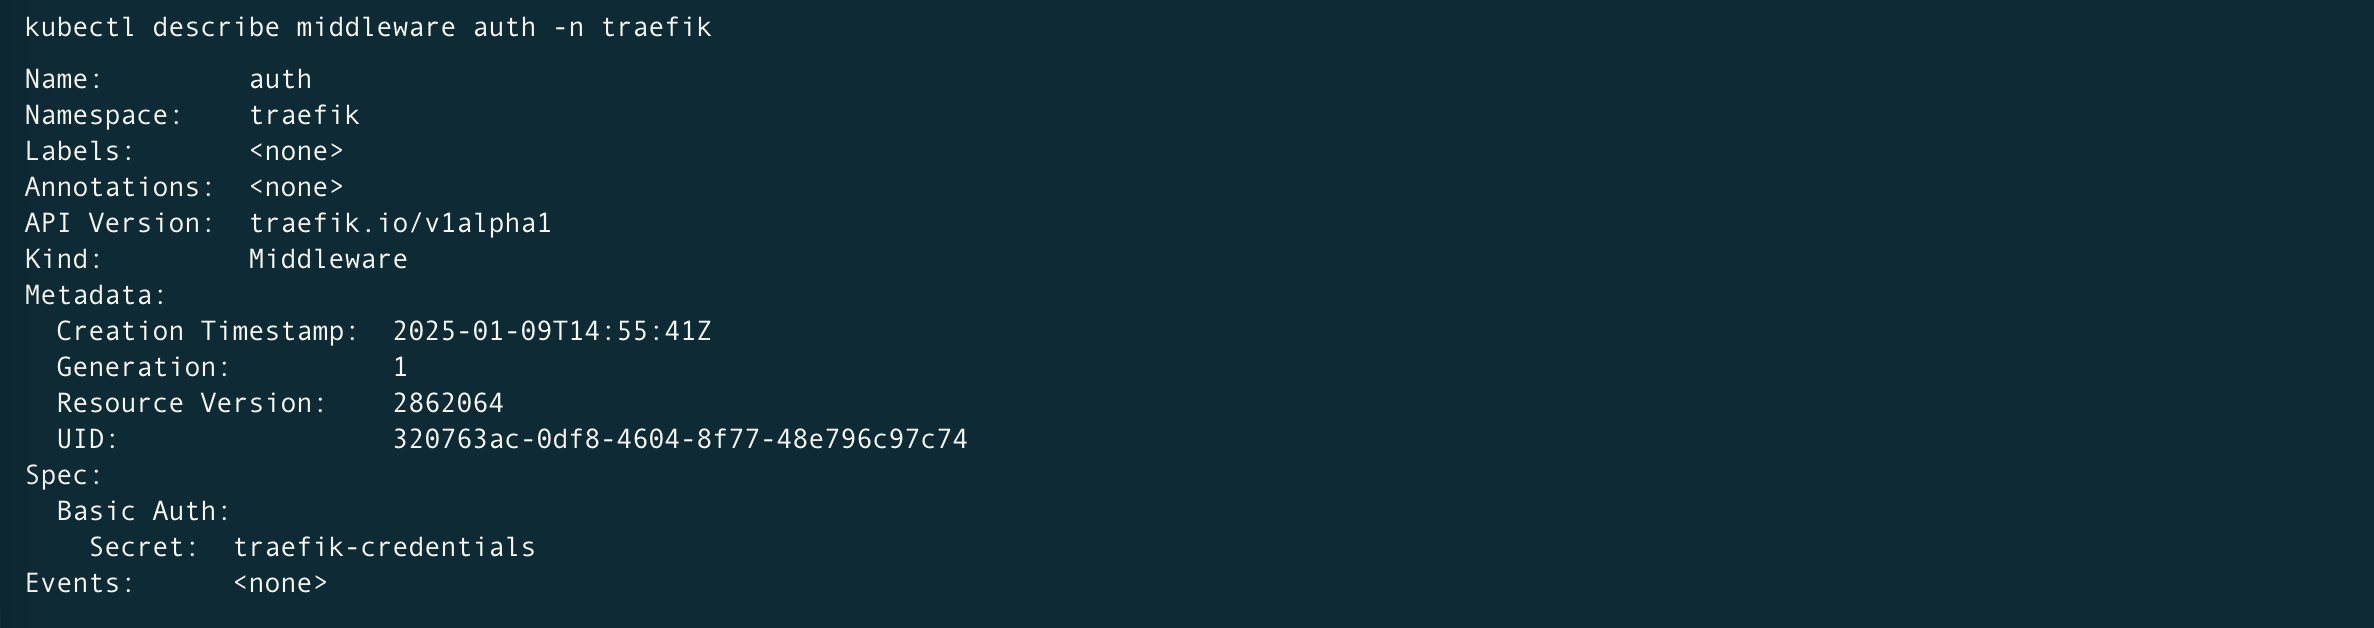 kubectl describe middleware auth -n traefik
Name:         auth
Namespace:    traefik
Labels:       <none>
Annotations:  <none>
API Version:  traefik.io/v1alpha1
Kind:         Middleware
Metadata:
  Creation Timestamp:  2025-01-09T14:55:41Z
  Generation:          1
  Resource Version:    2862064
  UID:                 320763ac-0df8-4604-8f77-48e796c97c74
Spec:
  Basic Auth:
    Secret:  traefik-credentials
Events:      <none>